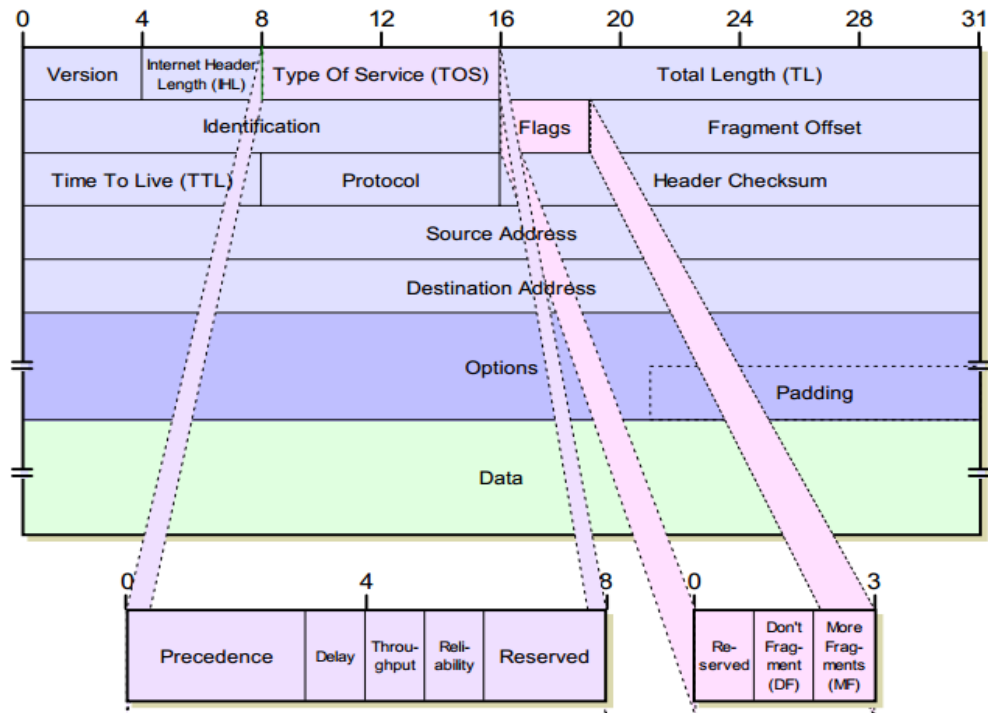 0 4 8 12 16 20 24 28 31
Version
Internet Header
Length (IHL)
Type Of Service (TOS)
Total Length (TL)
Identification
Flags
Fragment Offset
Time To Live (TTL)
Protocol
Header Checksum
Source Address
Destination Address
Options
Padding
Data
0 4 8
Precedence
Delay
Throu-
ghput
Reli-
ability
Reserved
0 3
Re-
served
Don't
Frag-
ment
(DF)
More
Frag-
ments
(MF)